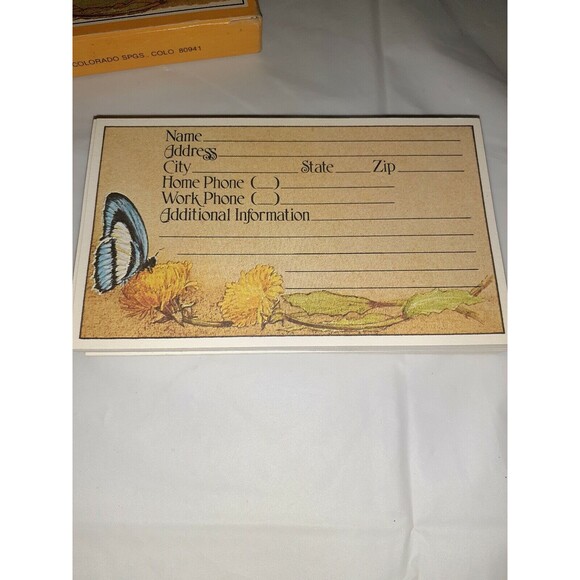 COLORADO SPGS., COLO. 80941
Name
Address
City State Zip
Home Phone ( )
Work Phone ( )
Additional Information